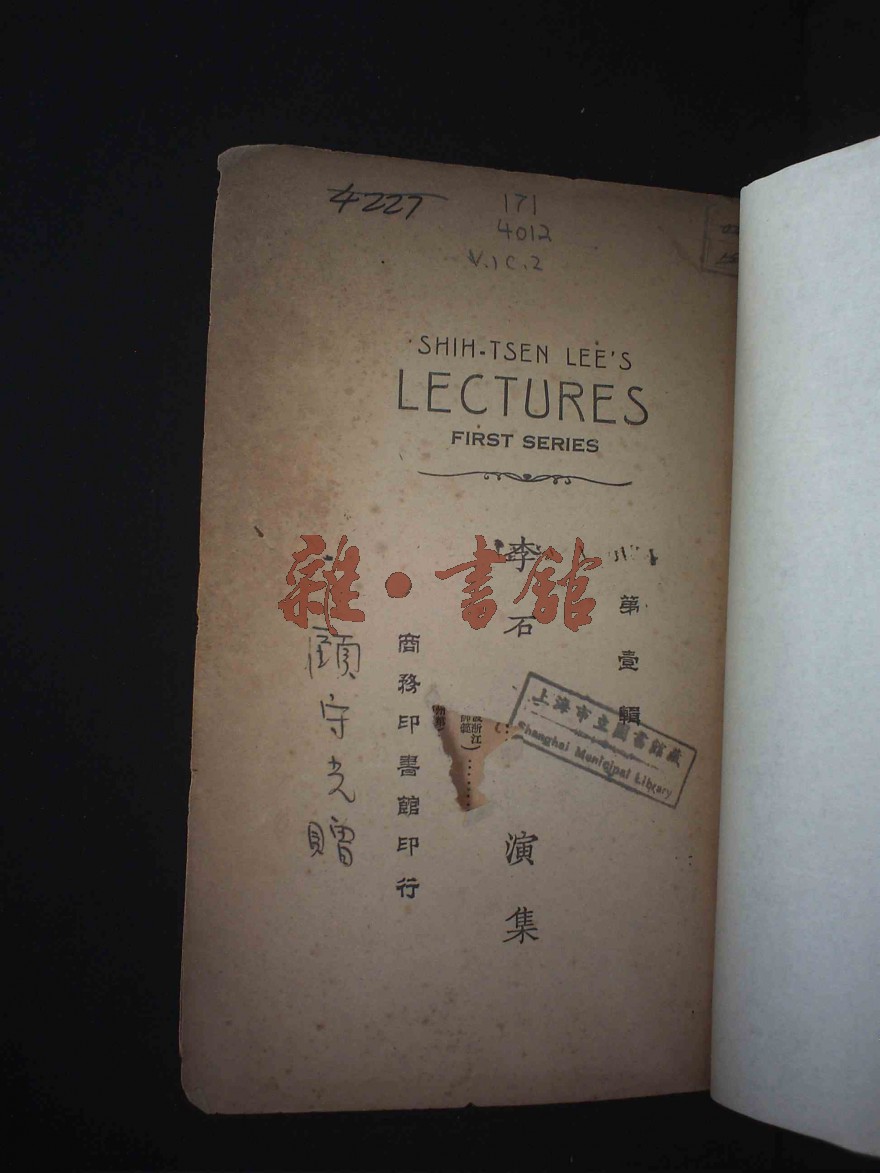 4227
171
4012
V.1 C.2
SHIH-TSEN LEE'S
LECTURES
FIRST SERIES
第壹輯
李石
演集
商務印書館印行
顧守光贈
上海市立圖書館藏
Shanghai Municipal Library
雜·書館